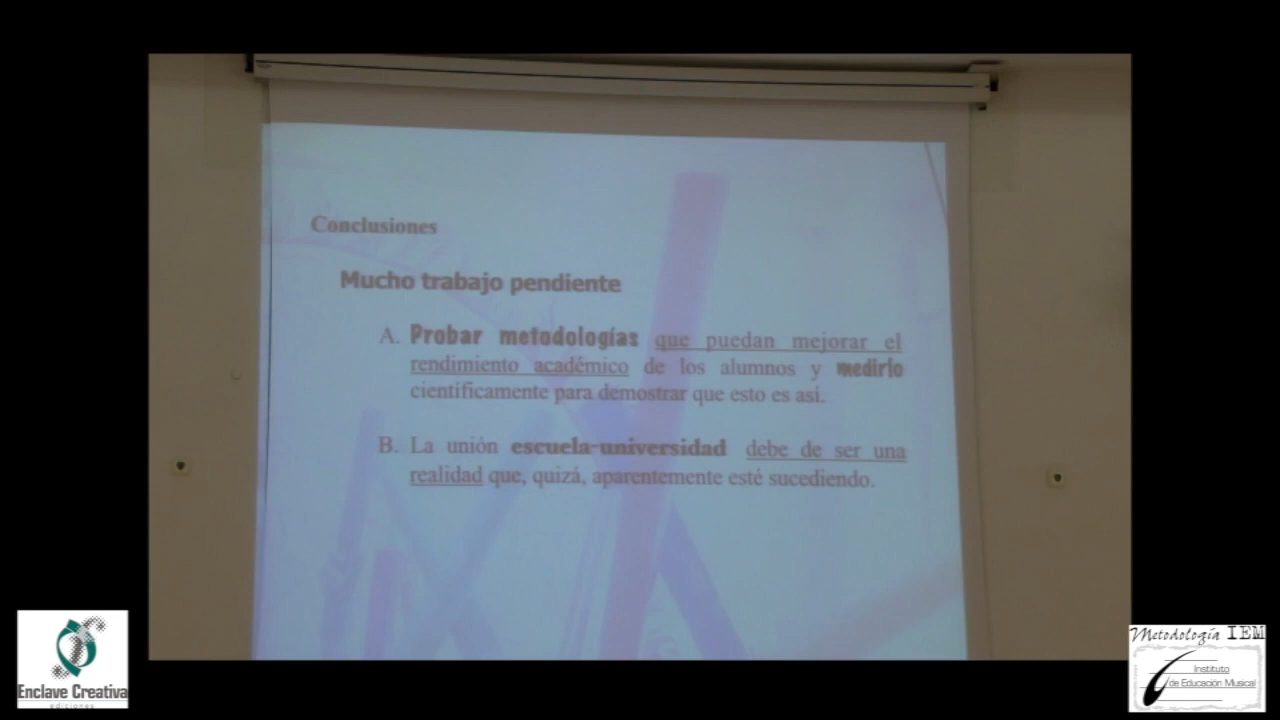 Conclusiones
Mucho trabajo pendiente
A. Probar metodologías que puedan mejorar el
rendimiento académico de los alumnos y medirlo
científicamente para demostrar que esto es así.
B. La unión escuela-universidad debe de ser una
realidad que, quizá, aparentemente esté sucediendo.
Enclave Creativa
ediciones
Metodología IEM
Instituto
de Educación Musical